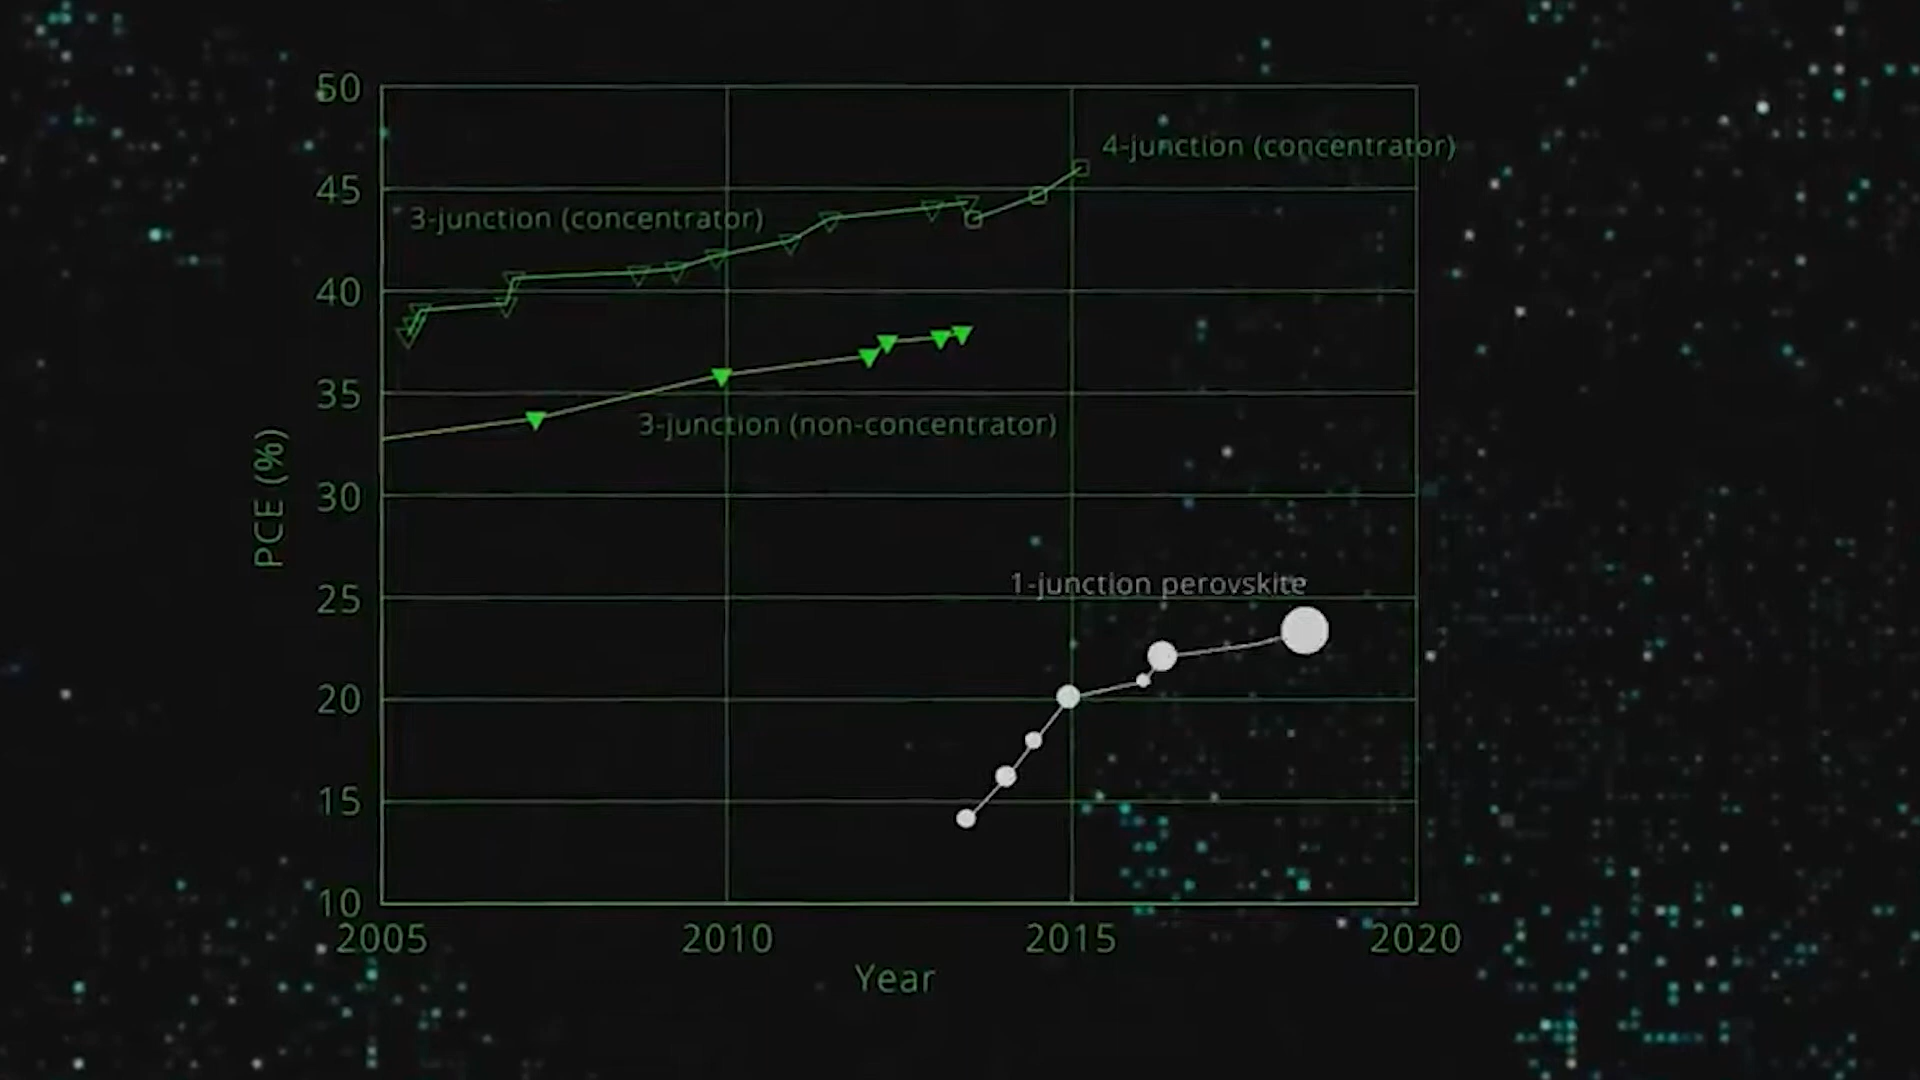 50
4-junction (concentrator)
45
3-junction (concentrator)
40
35
3-junction (non-concentrator)
PCE (%)
30
1-junction perovskite
25
20
15
10
2005 2010 2015 2020
Year